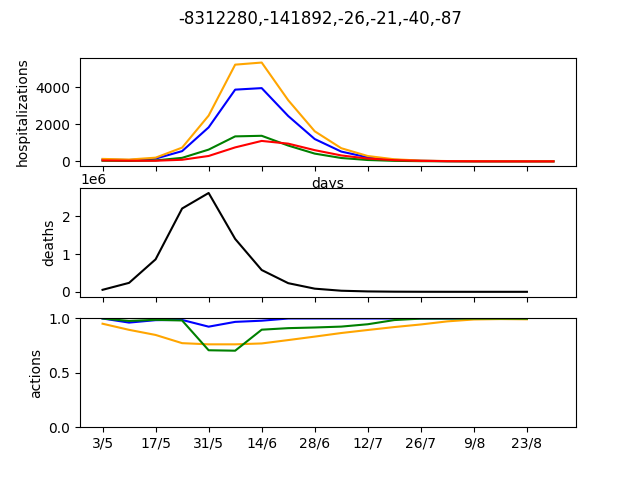 -8312280,-141892,-26,-21,-40,-87
hospitalizations
4000
2000
0
days
1e6
deaths
2
1
0
actions
1.0
0.5
0.0
3/5 17/5 31/5 14/6 28/6 12/7 26/7 9/8 23/8